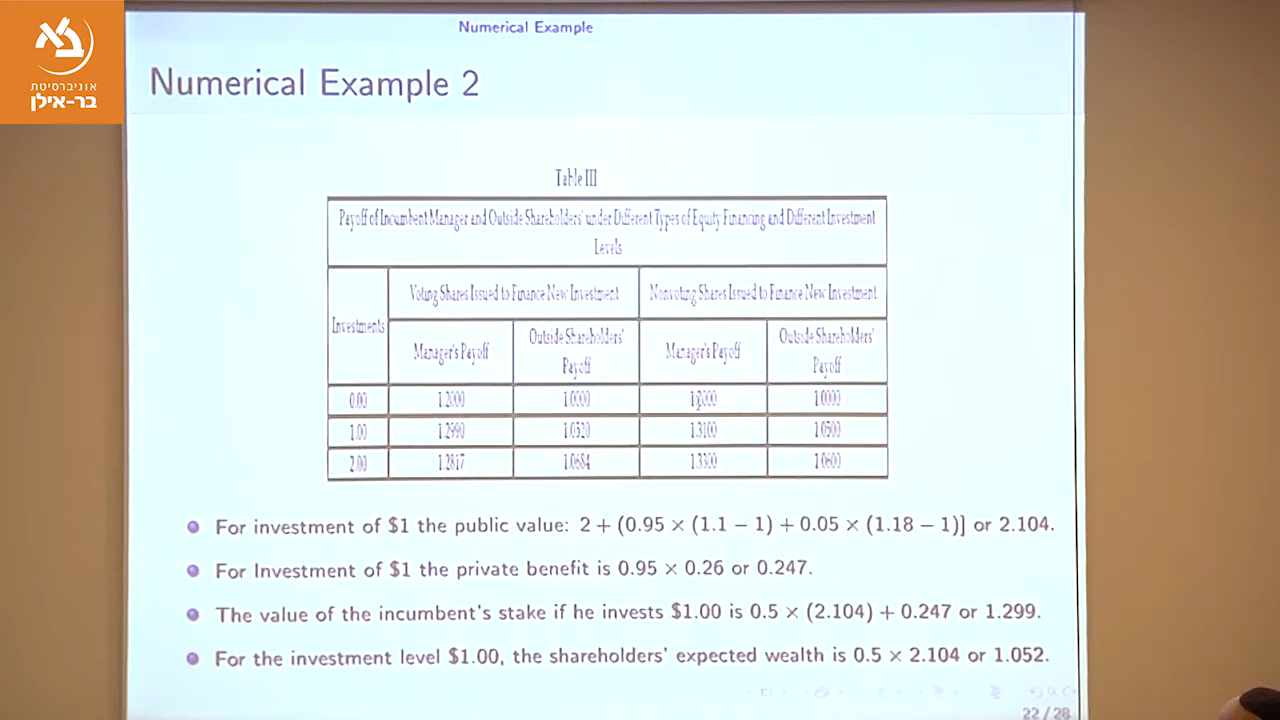 אוניברסיטת
בר-אילן
Numerical Example
Numerical Example 2
Table III
Payoff of Incumbent Manager and Outside Shareholders' under Different Types of Equity Financing and Different Investment
Levels
Investments
Voting Shares Issued to Finance New Investment
Nonvoting Shares Issued to Finance New Investment
Manager's Payoff
Outside Shareholders'
Payoff
Manager's Payoff
Outside Shareholders'
Payoff
0.00 1.2000 1.0000 1.2000 1.0000
1.00 1.2990 1.0520 1.3100 1.0500
2.00 1.2817 1.0684 1.3300 1.0600
For investment of $1 the public value: 2 + (0.95 × (1.1 − 1) + 0.05 × (1.18 − 1)] or 2.104.
For Investment of $1 the private benefit is 0.95 × 0.26 or 0.247.
The value of the incumbent's stake if he invests $1.00 is 0.5 × (2.104) + 0.247 or 1.299.
For the investment level $1.00, the shareholders' expected wealth is 0.5 × 2.104 or 1.052.
22 / 28